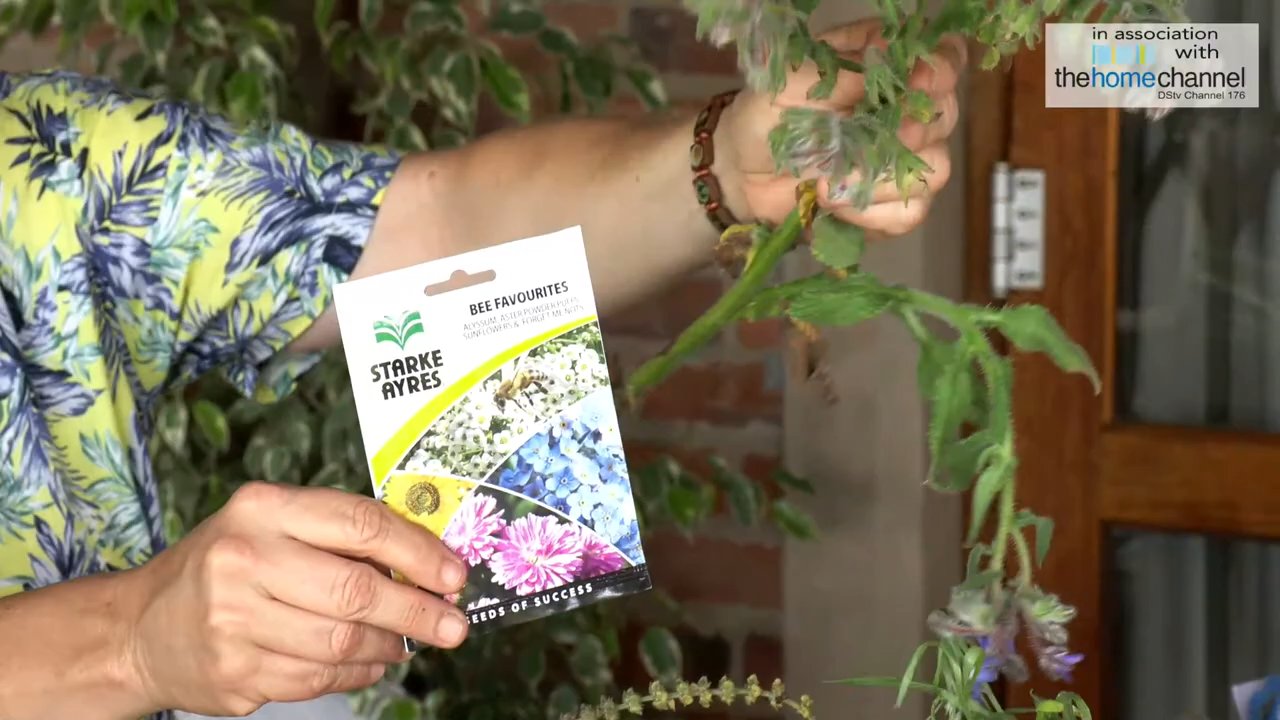 in association
with
thehomechannel
DStv Channel 176
BEE FAVOURITES
ALYSSUM, ASTER POWDER PUFFS,
SUNFLOWERS & FORGET ME NOTS
STARKE
AYRES
SEEDS OF SUCCESS